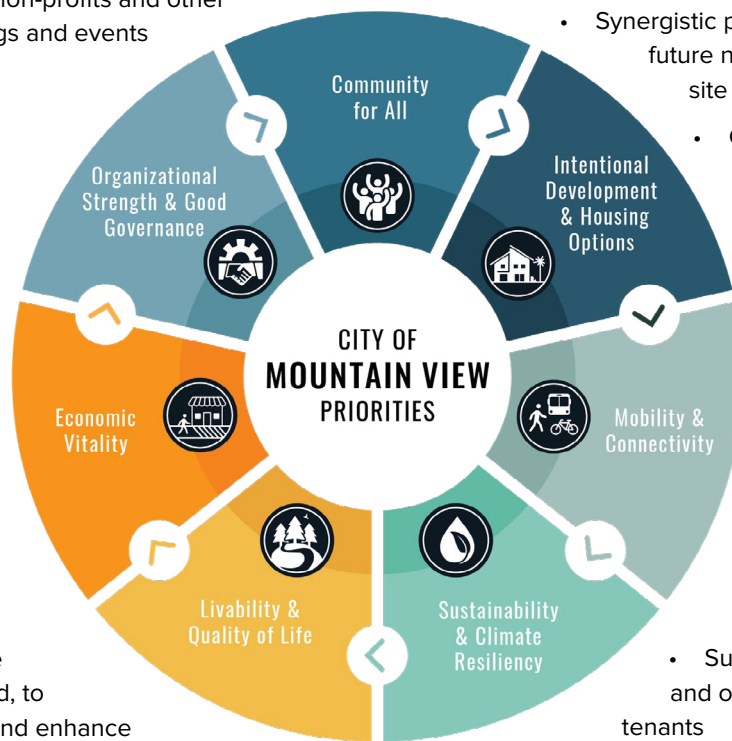 on-profits and other
gs and events
• Synergistic p
future n
site
•
Community
for All
Intentional
Development
& Housing
Options
Organizational
Strength & Good
Governance
CITY OF
MOUNTAIN VIEW
PRIORITIES
Economic
Vitality
Mobility &
Connectivity
Livability &
Quality of Life
Sustainability
& Climate
Resiliency
d, to
nd enhance
• Su
and o
tenants